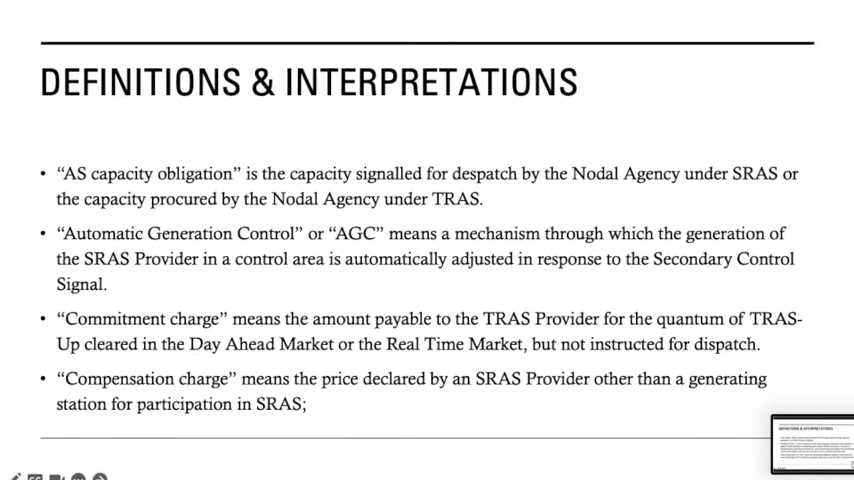 DEFINITIONS & INTERPRETATIONS
• “AS capacity obligation” is the capacity signalled for despatch by the Nodal Agency under SRAS or
the capacity procured by the Nodal Agency under TRAS.
• “Automatic Generation Control” or “AGC” means a mechanism through which the generation of
the SRAS Provider in a control area is automatically adjusted in response to the Secondary Control
Signal.
• “Commitment charge” means the amount payable to the TRAS Provider for the quantum of TRAS-
Up cleared in the Day Ahead Market or the Real Time Market, but not instructed for dispatch.
• “Compensation charge” means the price declared by an SRAS Provider other than a generating
station for participation in SRAS;
DEFINITIONS & INTERPRETATIONS